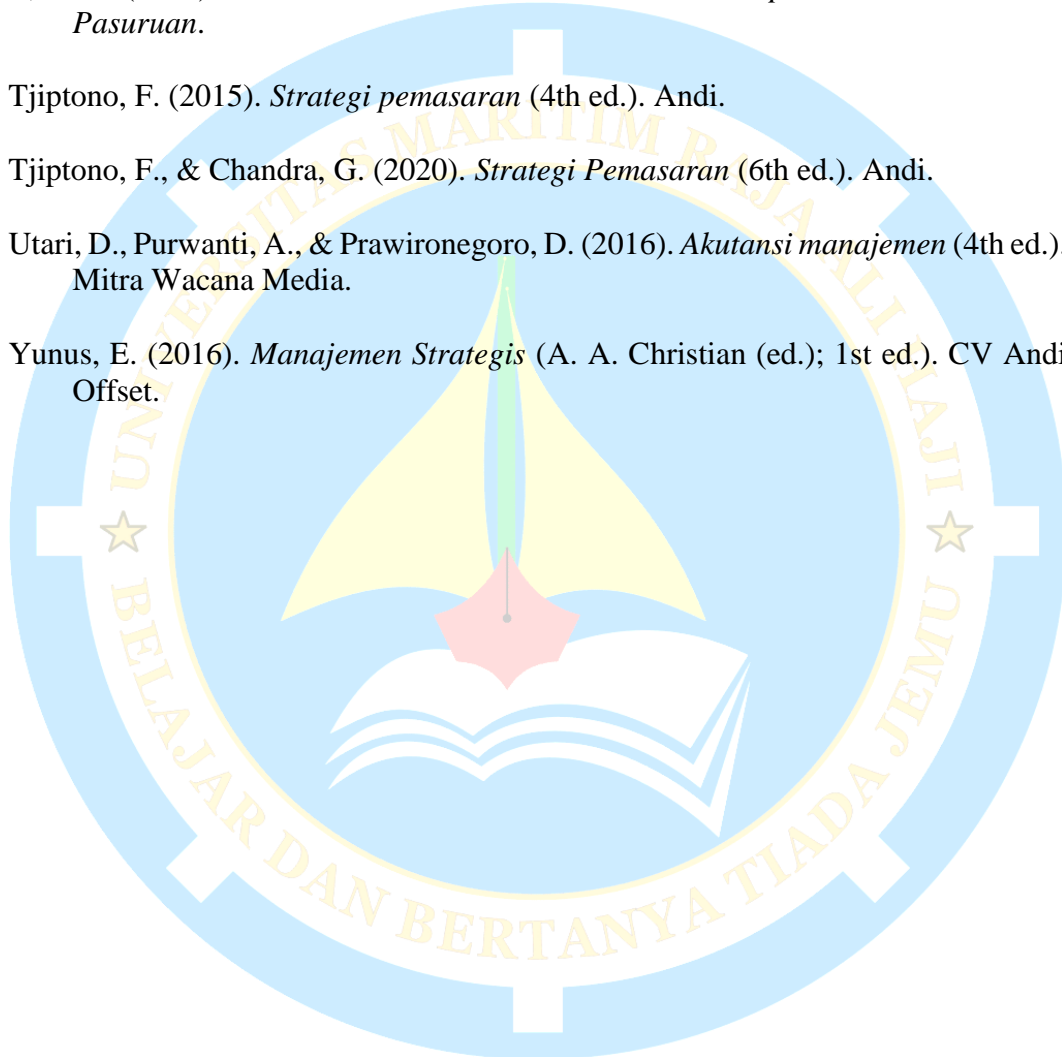 Pasuruan.
Tjiptono, F. (2015). Strategi pemasaran (4th ed.). Andi.
Tjiptono, F., & Chandra, G. (2020). Strategi Pemasaran (6th ed.). Andi.
Utari, D., Purwanti, A., & Prawironegoro, D. (2016). Akutansi manajemen (4th ed.).
Mitra Wacana Media.
Yunus, E. (2016). Manajemen Strategis (A. A. Christian (ed.); 1st ed.). CV Andi
Offset.
UNIVERSITAS MARITIM RAJA ALI HAJI
BELAJAR DAN BERTANYA TIADA JEMU